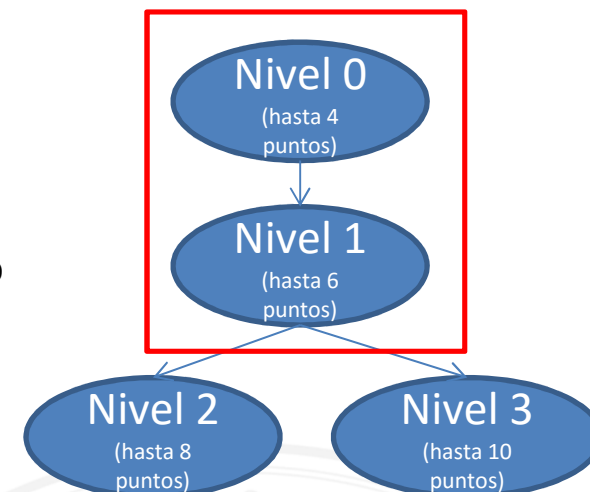 Nivel 0
(hasta 4
puntos)
Nivel 1
(hasta 6
puntos)
Nivel 2
(hasta 8
puntos)
Nivel 3
(hasta 10
puntos)